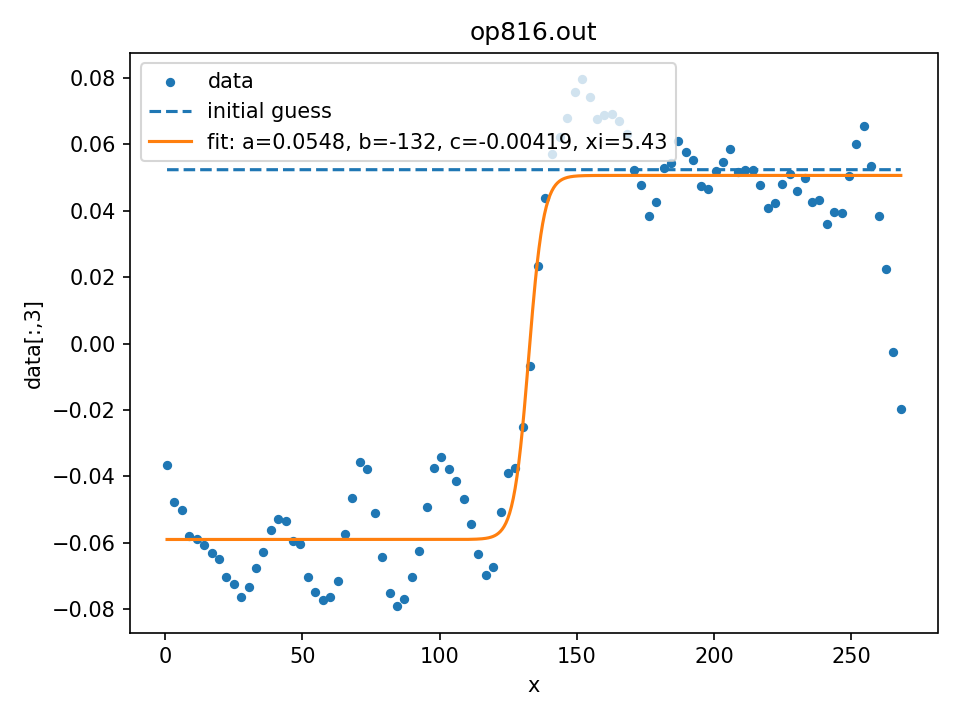 op816.out
data
initial guess
fit: a=0.0548, b=-132, c=-0.00419, xi=5.43
0.08
0.06
0.04
0.02
0.00
−0.02
−0.04
−0.06
−0.08
data[:,3]
0 50 100 150 200 250
x